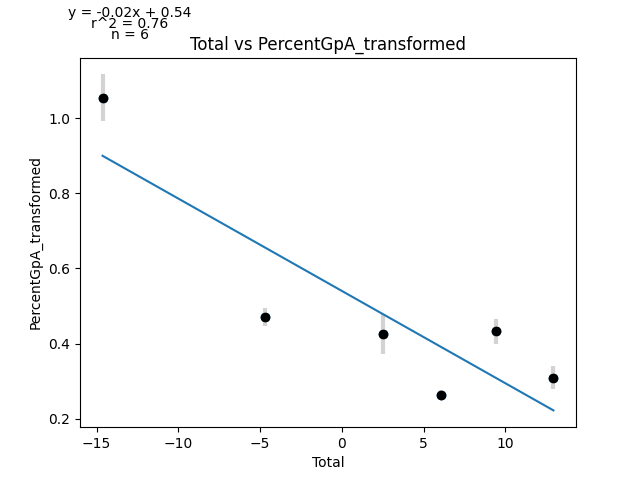 y = -0.02x + 0.54
r^2 = 0.76
n = 6
Total vs PercentGpA_transformed
PercentGpA_transformed
1.0
0.8
0.6
0.4
0.2
−15
−10
−5
0
5
10
Total